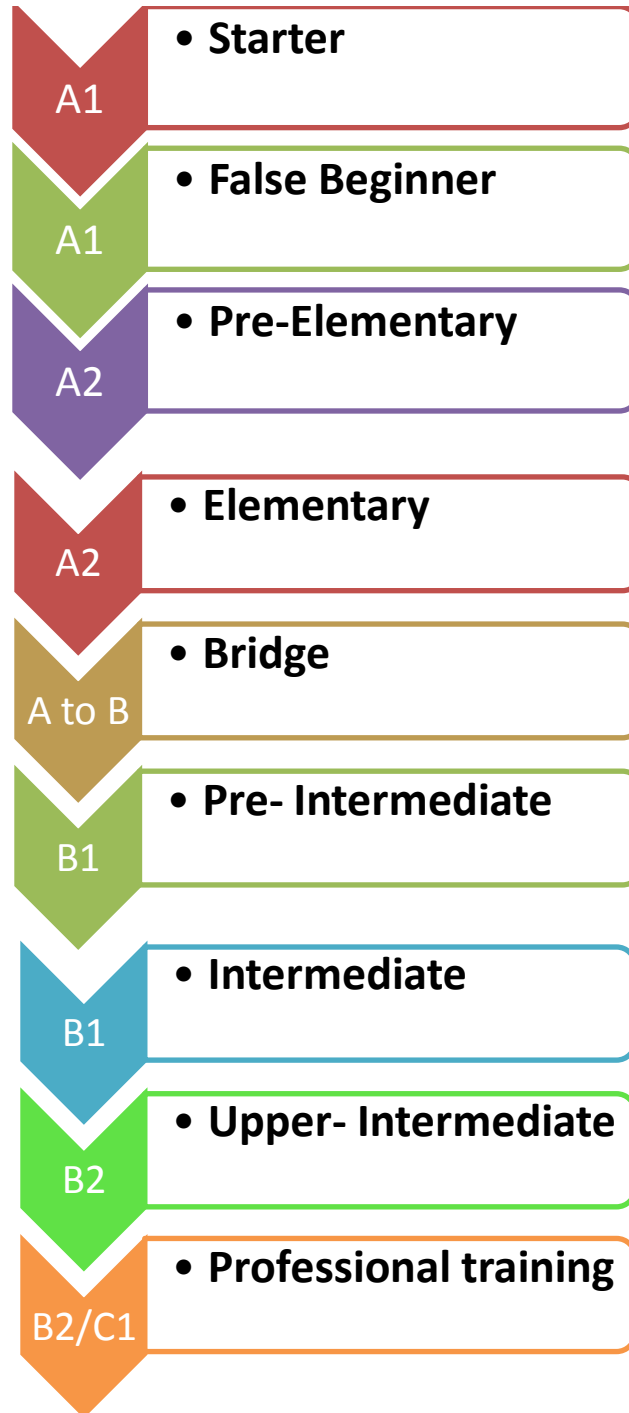 • Starter
A1
• False Beginner
A1
• Pre-Elementary
A2
• Elementary
A2
• Bridge
A to B
• Pre- Intermediate
B1
• Intermediate
B1
• Upper- Intermediate
B2
• Professional training
B2/C1